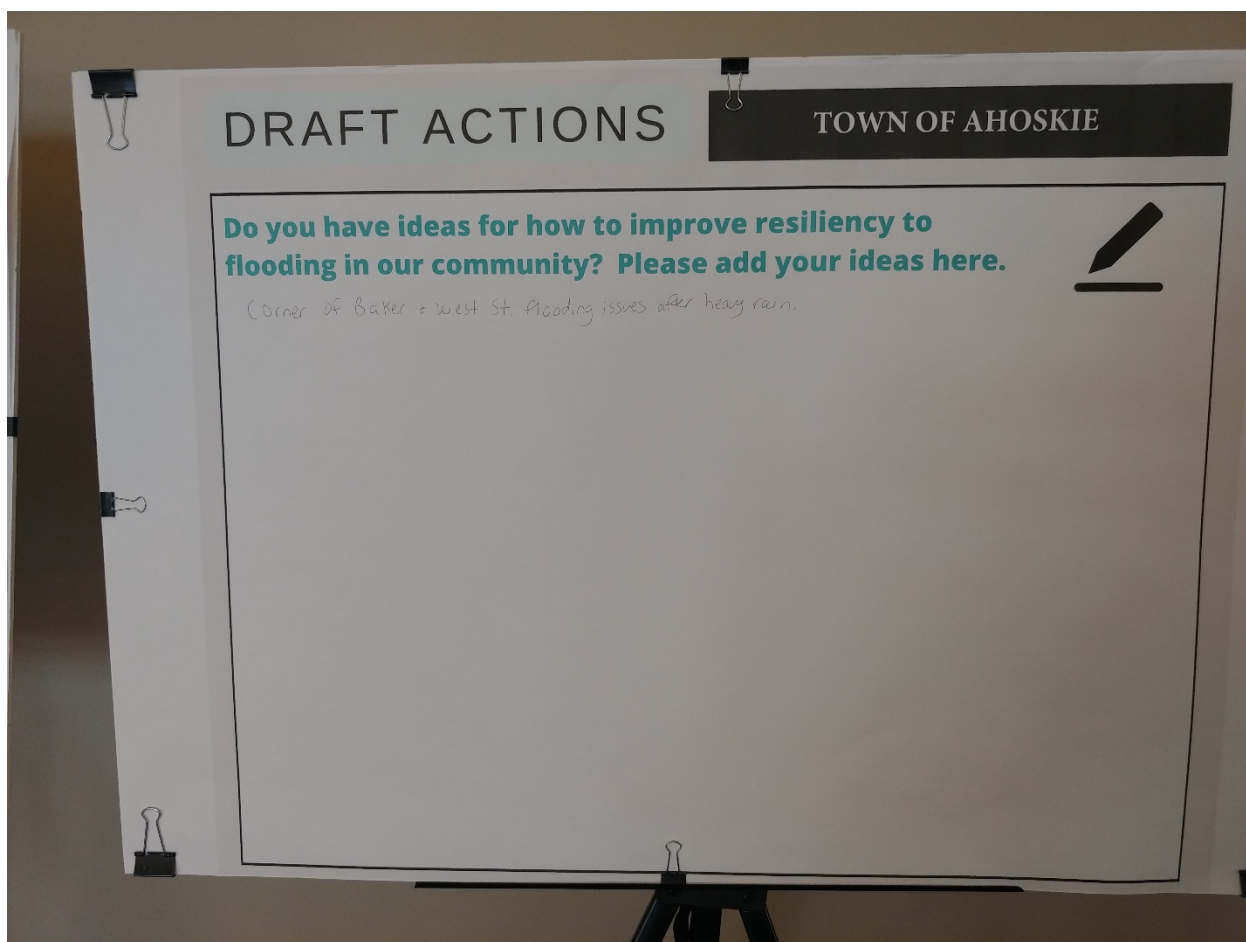 DRAFT ACTIONS
TOWN OF AHOSKIE
Do you have ideas for how to improve resiliency to
flooding in our community? Please add your ideas here.
Corner of Baker + West St. flooding issues after heavy rain.